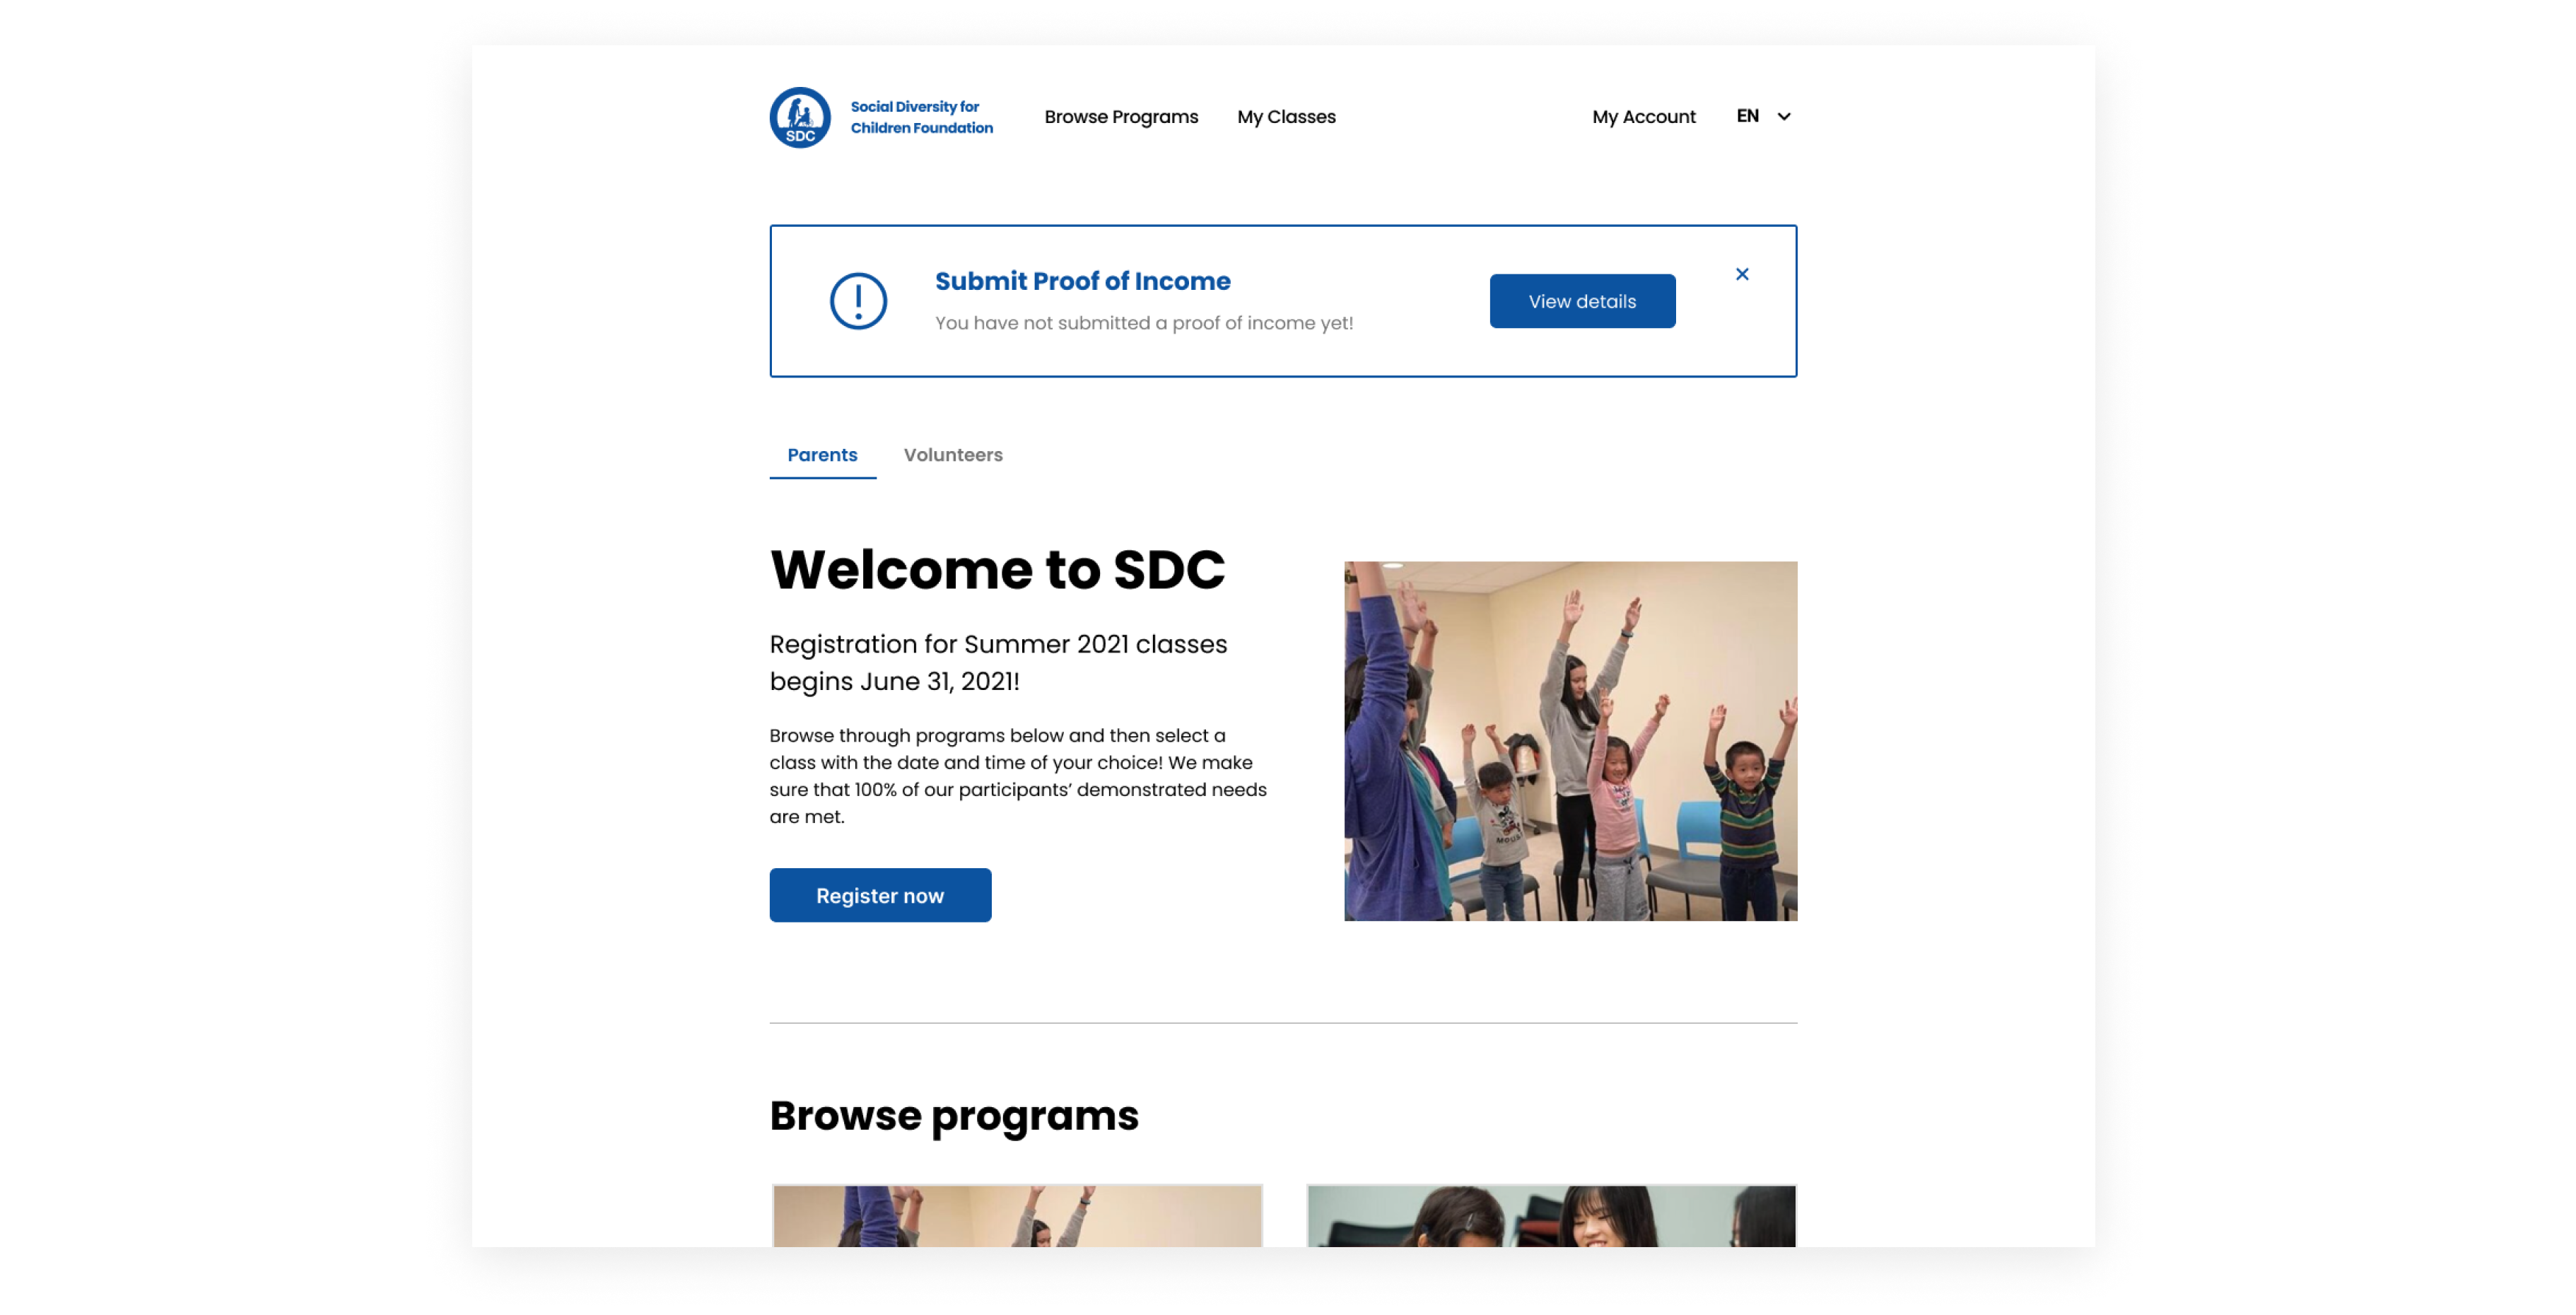 SDC
Social Diversity for
Children Foundation
Browse Programs
My Classes
My Account
EN
Submit Proof of Income
You have not submitted a proof of income yet!
View details
Parents
Volunteers
Welcome to SDC
Registration for Summer 2021 classes
begins June 31, 2021!
Browse through programs below and then select a
class with the date and time of your choice! We make
sure that 100% of our participants’ demonstrated needs
are met.
Register now
Browse programs